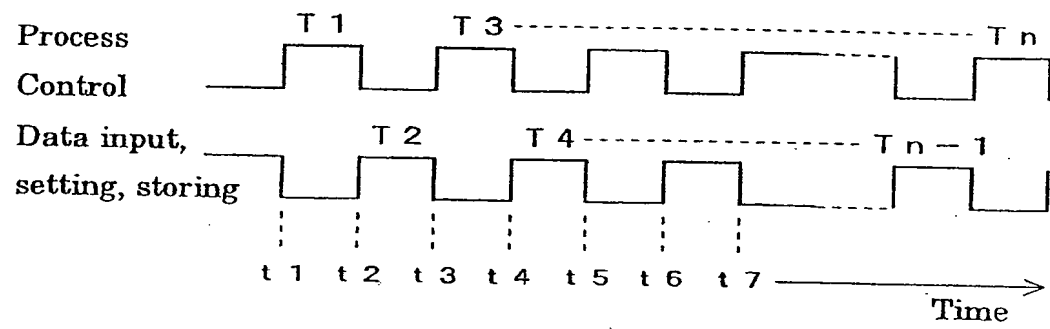 T 1 T 3 T n
Process
Control
Data input, T 2 T 4 T n − 1
setting, storing
t 1 t 2 t 3 t 4 t 5 t 6 t 7
Time